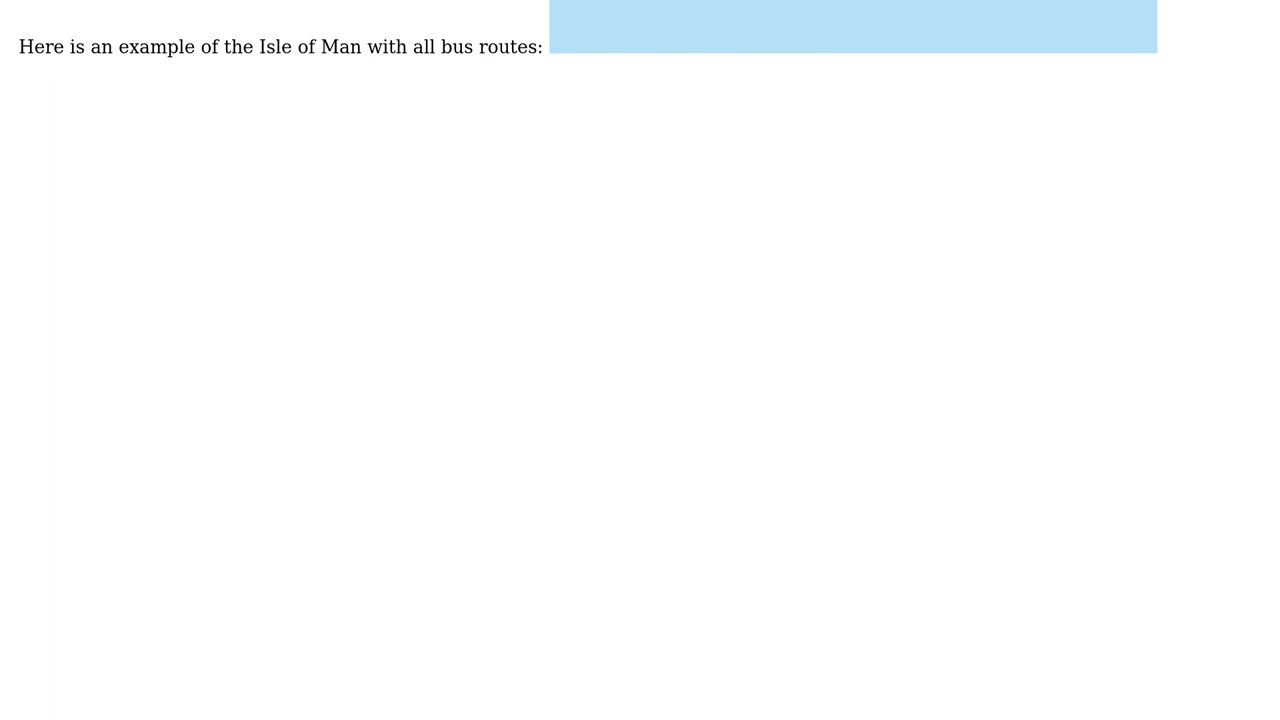 Here is an example of the Isle of Man with all bus routes: